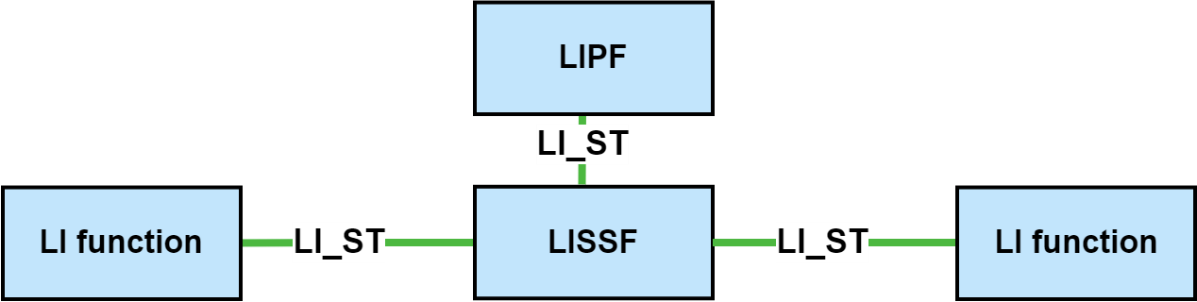 LIPF
LI_ST
LI function
LI_ST
LISSF
LI_ST
LI function